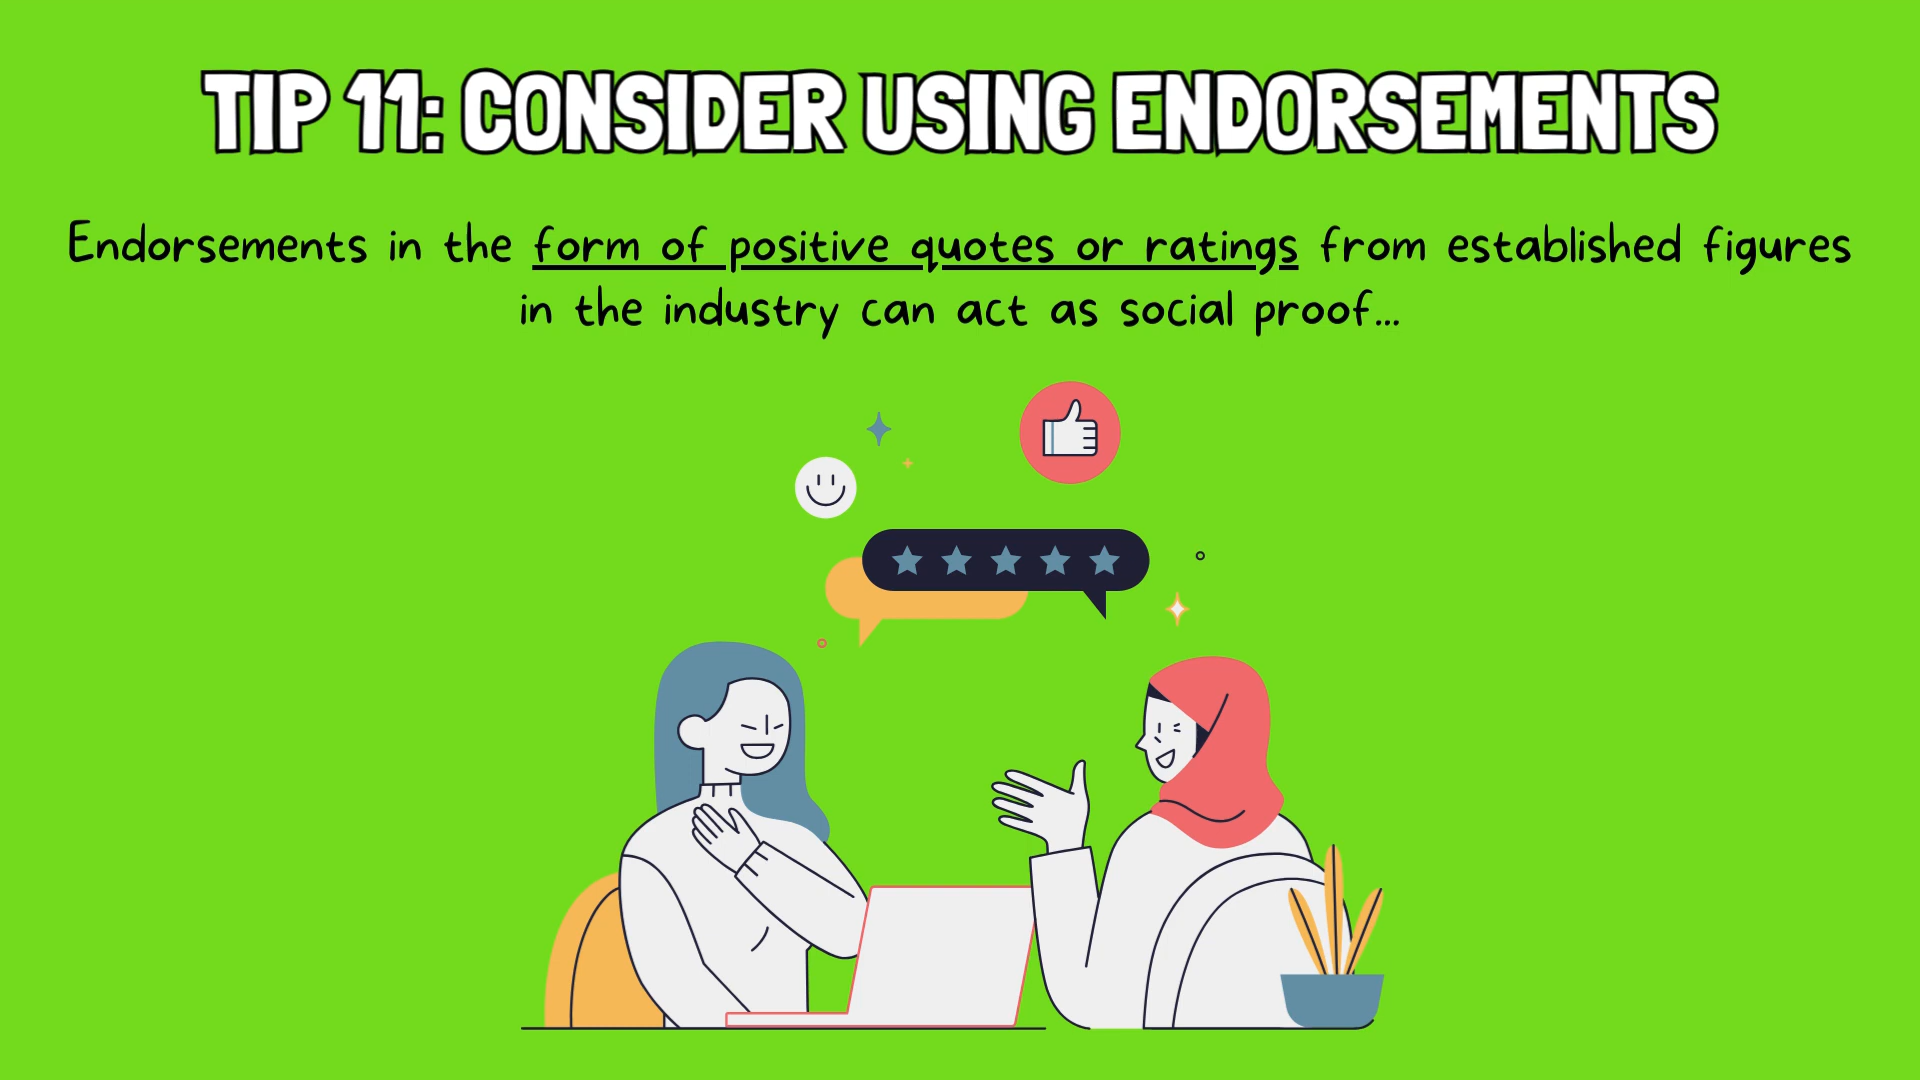 TIP 11: CONSIDER USING ENDORSEMENTS
Endorsements in the form of positive quotes or ratings from established figures
in the industry can act as social proof...